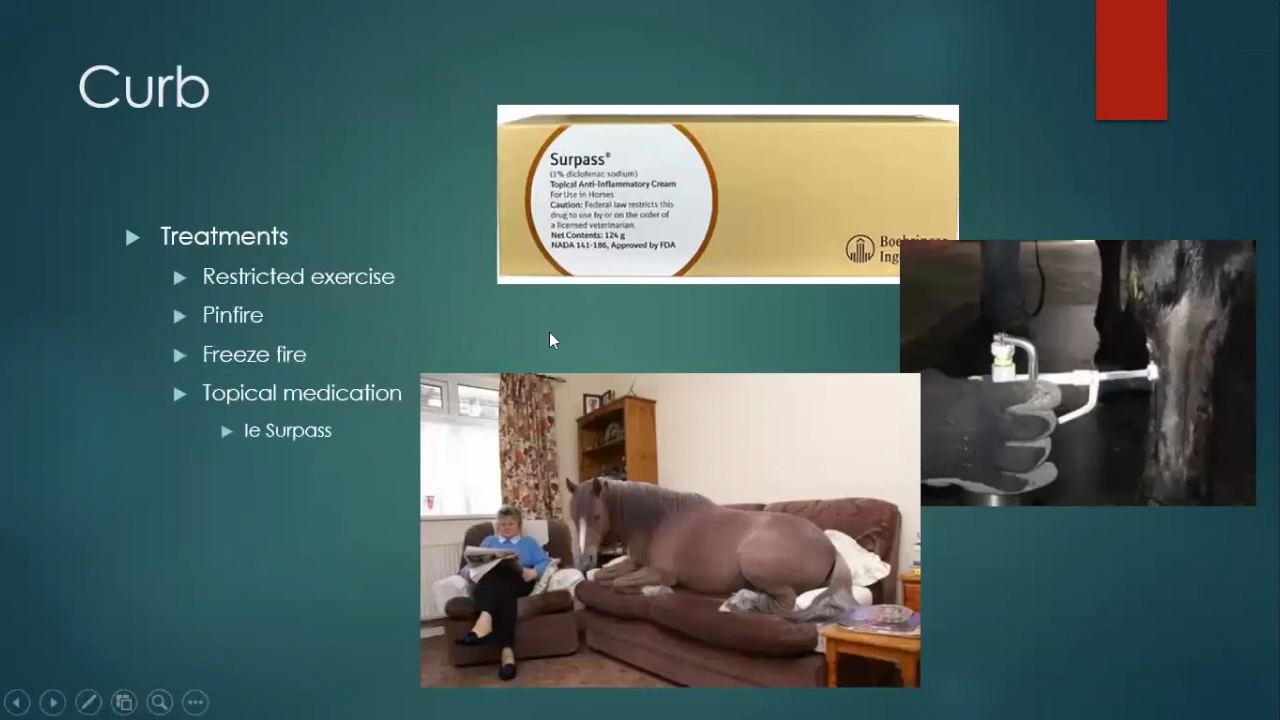 Curb
Treatments
Restricted exercise
Pinfire
Freeze fire
Topical medication
Ie Surpass
Surpass®
(1% diclofenac sodium)
Topical Anti-Inflammatory Cream
For Use in Horses
Caution: Federal law restricts this
drug to use by or on the order of
a licensed veterinarian.
Net Contents: 124 g
NADA 141-186, Approved by FDA